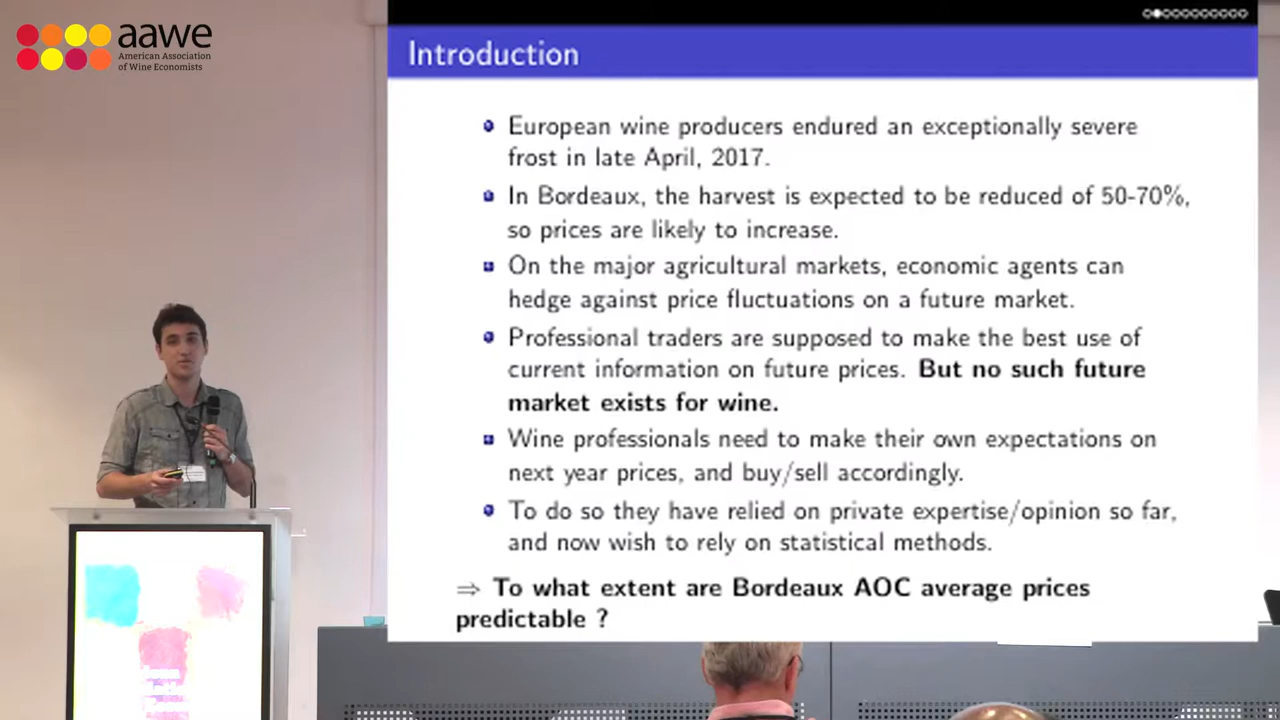 aawe
American Association
of Wine Economists
Introduction
European wine producers endured an exceptionally severe
frost in late April, 2017.
In Bordeaux, the harvest is expected to be reduced of 50-70%,
so prices are likely to increase.
On the major agricultural markets, economic agents can
hedge against price fluctuations on a future market.
Professional traders are supposed to make the best use of
current information on future prices. But no such future
market exists for wine.
Wine professionals need to make their own expectations on
next year prices, and buy/sell accordingly.
To do so they have relied on private expertise/opinion so far,
and now wish to rely on statistical methods.
⇒ To what extent are Bordeaux AOC average prices
predictable ?